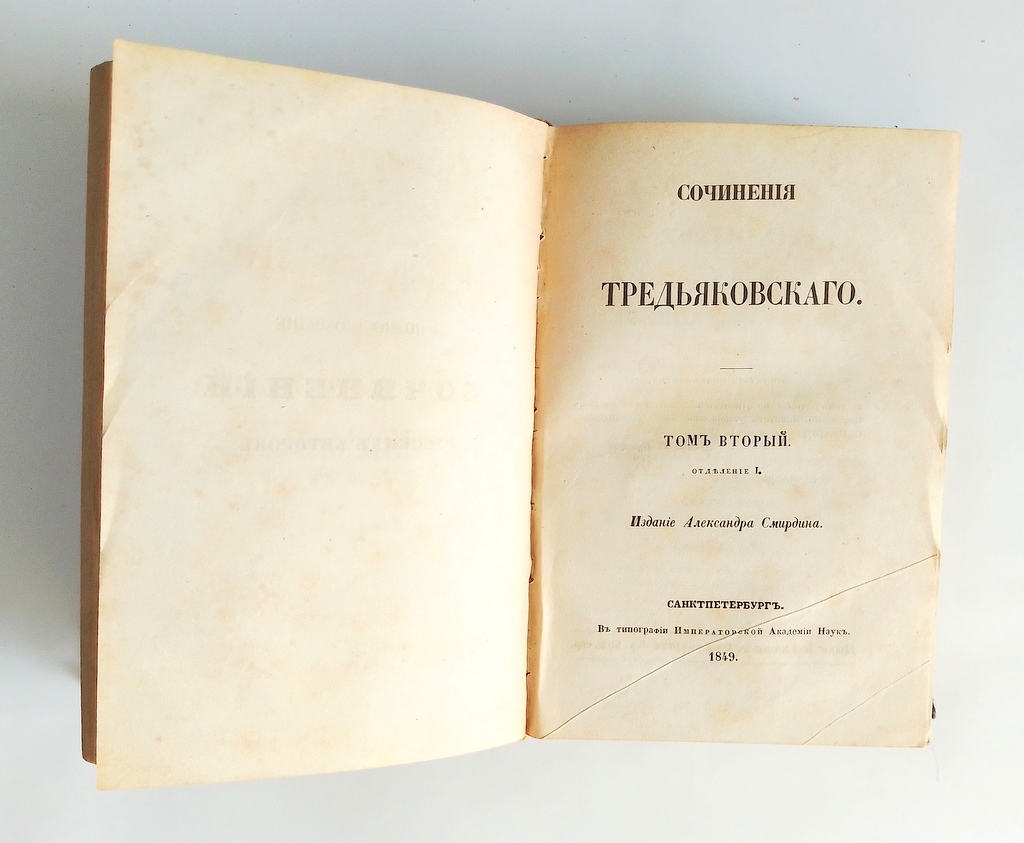 СОЧИНЕНІЯ
ТРЕДЬЯКОВСКАГО.
ТОМЪ ВТОРЫЙ.
ОТДѢЛЕНІЕ I.
Изданіе Александра Смирдина.
САНКТПЕТЕРБУРГЪ.
Въ типографіи Императорской Академіи Наукъ.
1849.